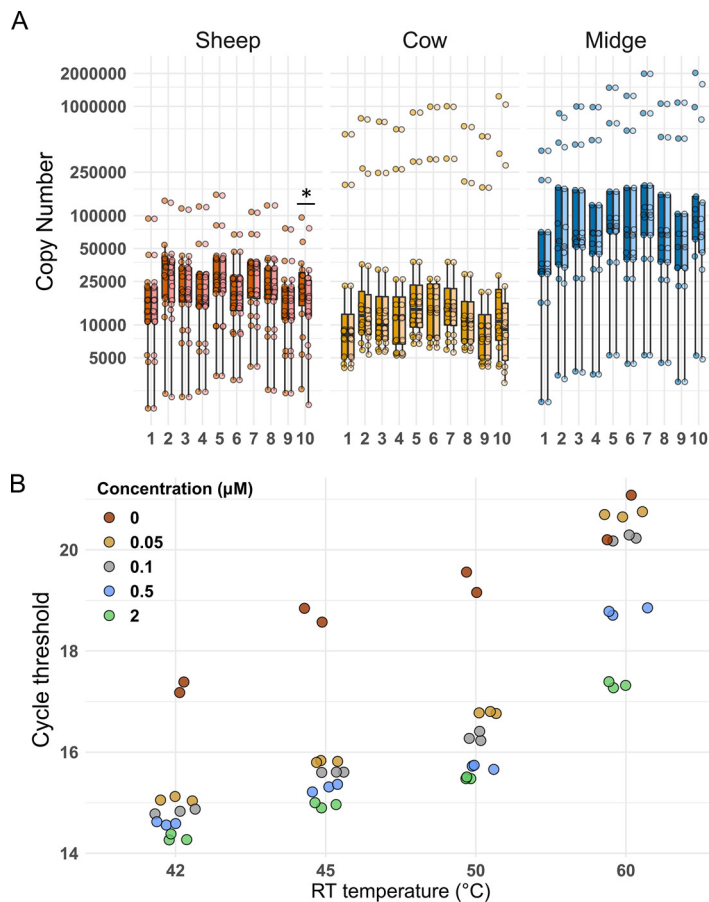 A
Sheep Cow Midge
2000000
1000000
250000
100000
50000
25000
10000
5000
Copy Number
*
1 2 3 4 5 6 7 8 9 10 1 2 3 4 5 6 7 8 9 10 1 2 3 4 5 6 7 8 9 10
B
Concentration (µM)
0
0.05
0.1
0.5
2
20
18
16
14
Cycle threshold
42 45 50 60
RT temperature (°C)